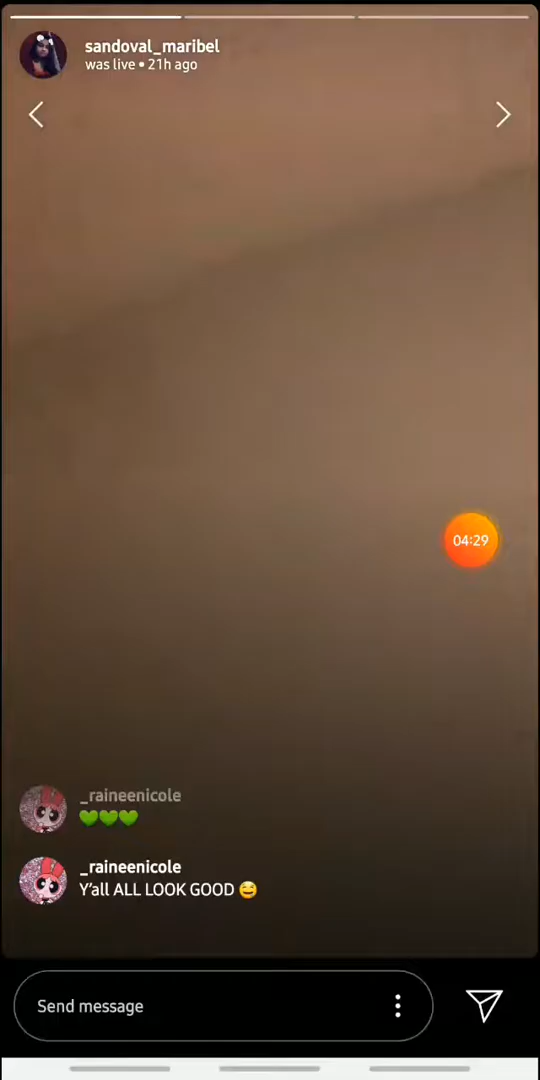 sandoval_maribel
was live • 21h ago
04:29
_raineenicole
💚💚💚
_raineenicole
Y'all ALL LOOK GOOD 😅
Send message